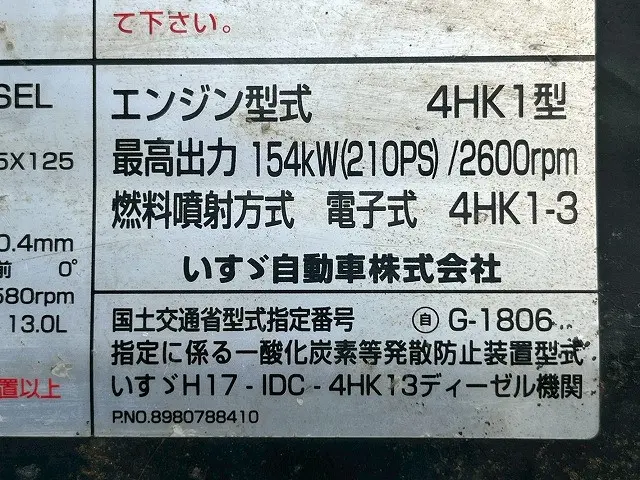 て下さい。
SEL
5X125
0.4mm
前 0°
580rpm
13.0L
置以上
エンジン型式 4HK1型
最高出力 154kW(210PS)/2600rpm
燃料噴射方式 電子式 4HK1-3
いすゞ自動車株式会社
国土交通省型式指定番号 自 G-1806
指定に係る一酸化炭素等発散防止装置型式
いすゞH17-IDC-4HK13ディーゼル機関
P.NO.8980788410